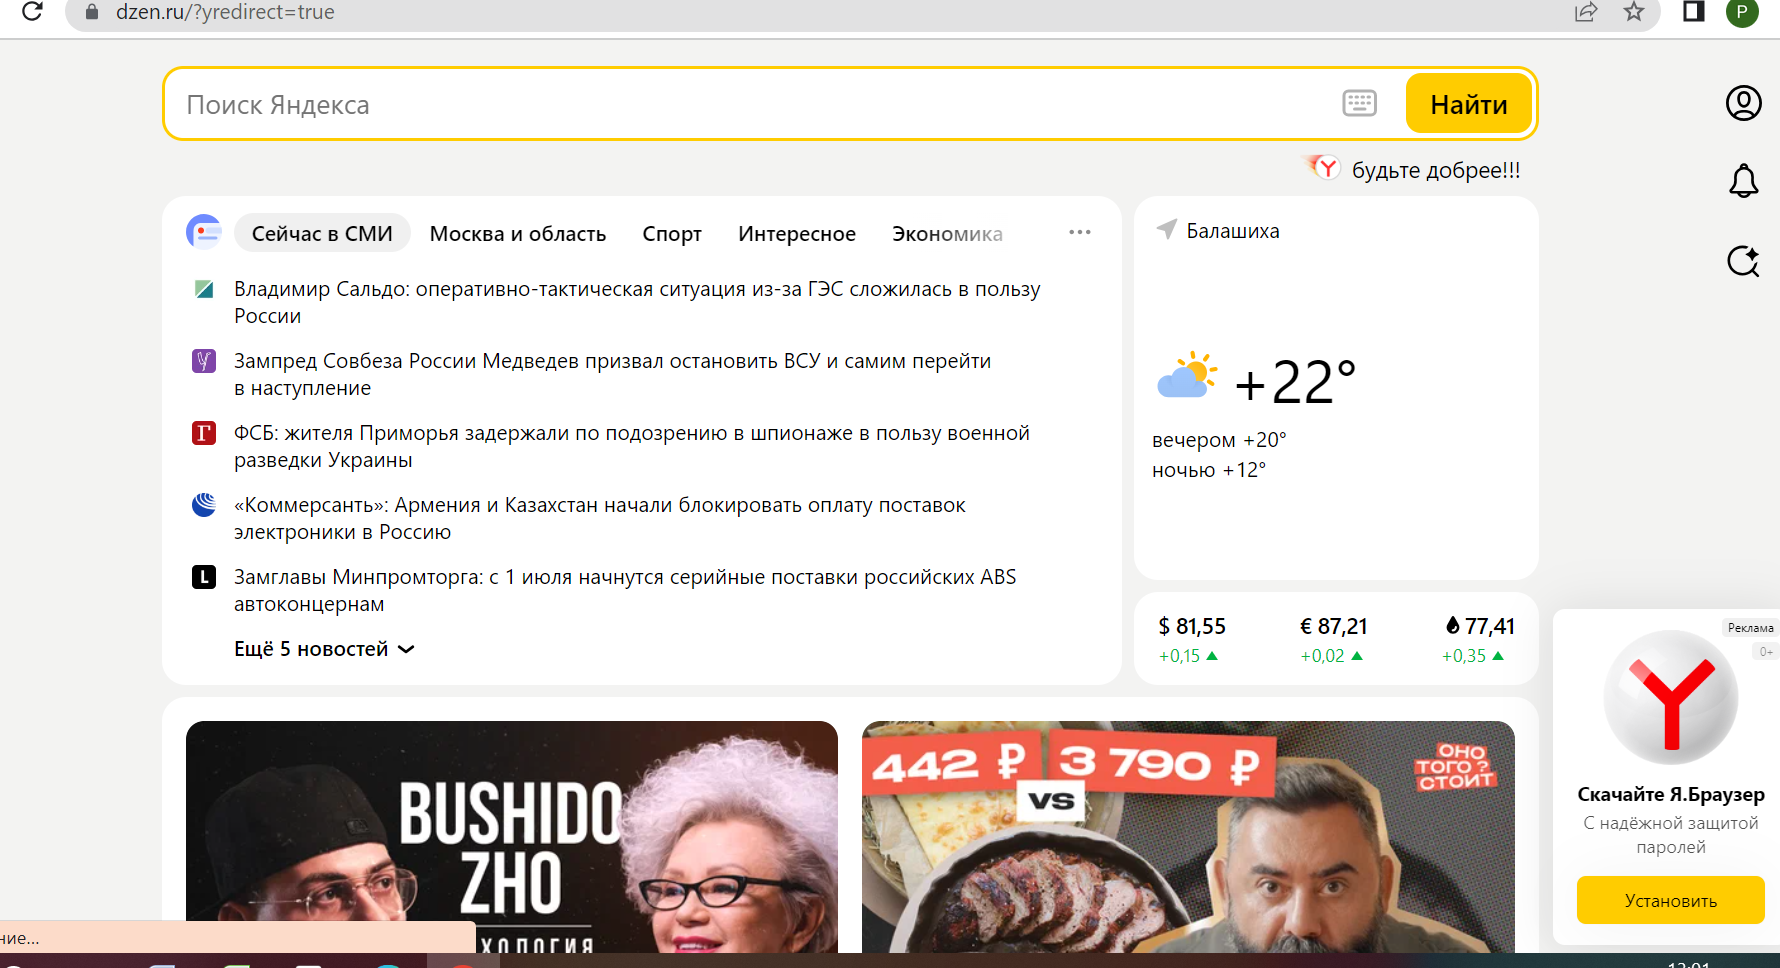 dzen.ru/?yredirect=true
P
Поиск Яндекса
Найти
будьте добрее!!!
Сейчас в СМИ
Москва и область
Спорт
Интересное
Экономика
Владимир Сальдо: оперативно-тактическая ситуация из-за ГЭС сложилась в пользу
России
Зампред Совбеза России Медведев призвал остановить ВСУ и самим перейти
в наступление
ФСБ: жителя Приморья задержали по подозрению в шпионаже в пользу военной
разведки Украины
«Коммерсантъ»: Армения и Казахстан начали блокировать оплату поставок
электроники в Россию
Замглавы Минпромторга: с 1 июля начнутся серийные поставки российских ABS
автоконцернам
Ещё 5 новостей
Балашиха
+22°
вечером +20°
ночью +12°
$ 81,55
€ 87,21
77,41
+0,15
+0,02
+0,35
BUSHIDO
ZHO
442 ₽
3 790 ₽
VS
ОНО
ТОГО?
СТОИТ
Реклама
0+
Скачайте Я.Браузер
С надёжной защитой
паролей
Установить